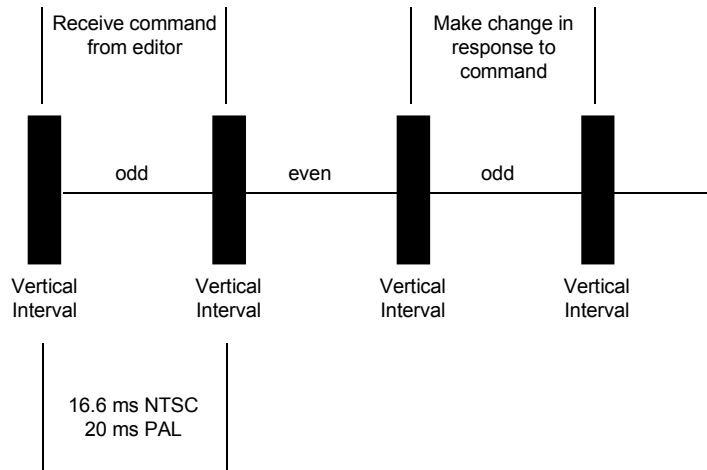 Receive command
from editor
Make change in
response to
command
odd
even
odd
Vertical
Interval
Vertical
Interval
Vertical
Interval
Vertical
Interval
16.6 ms NTSC
20 ms PAL